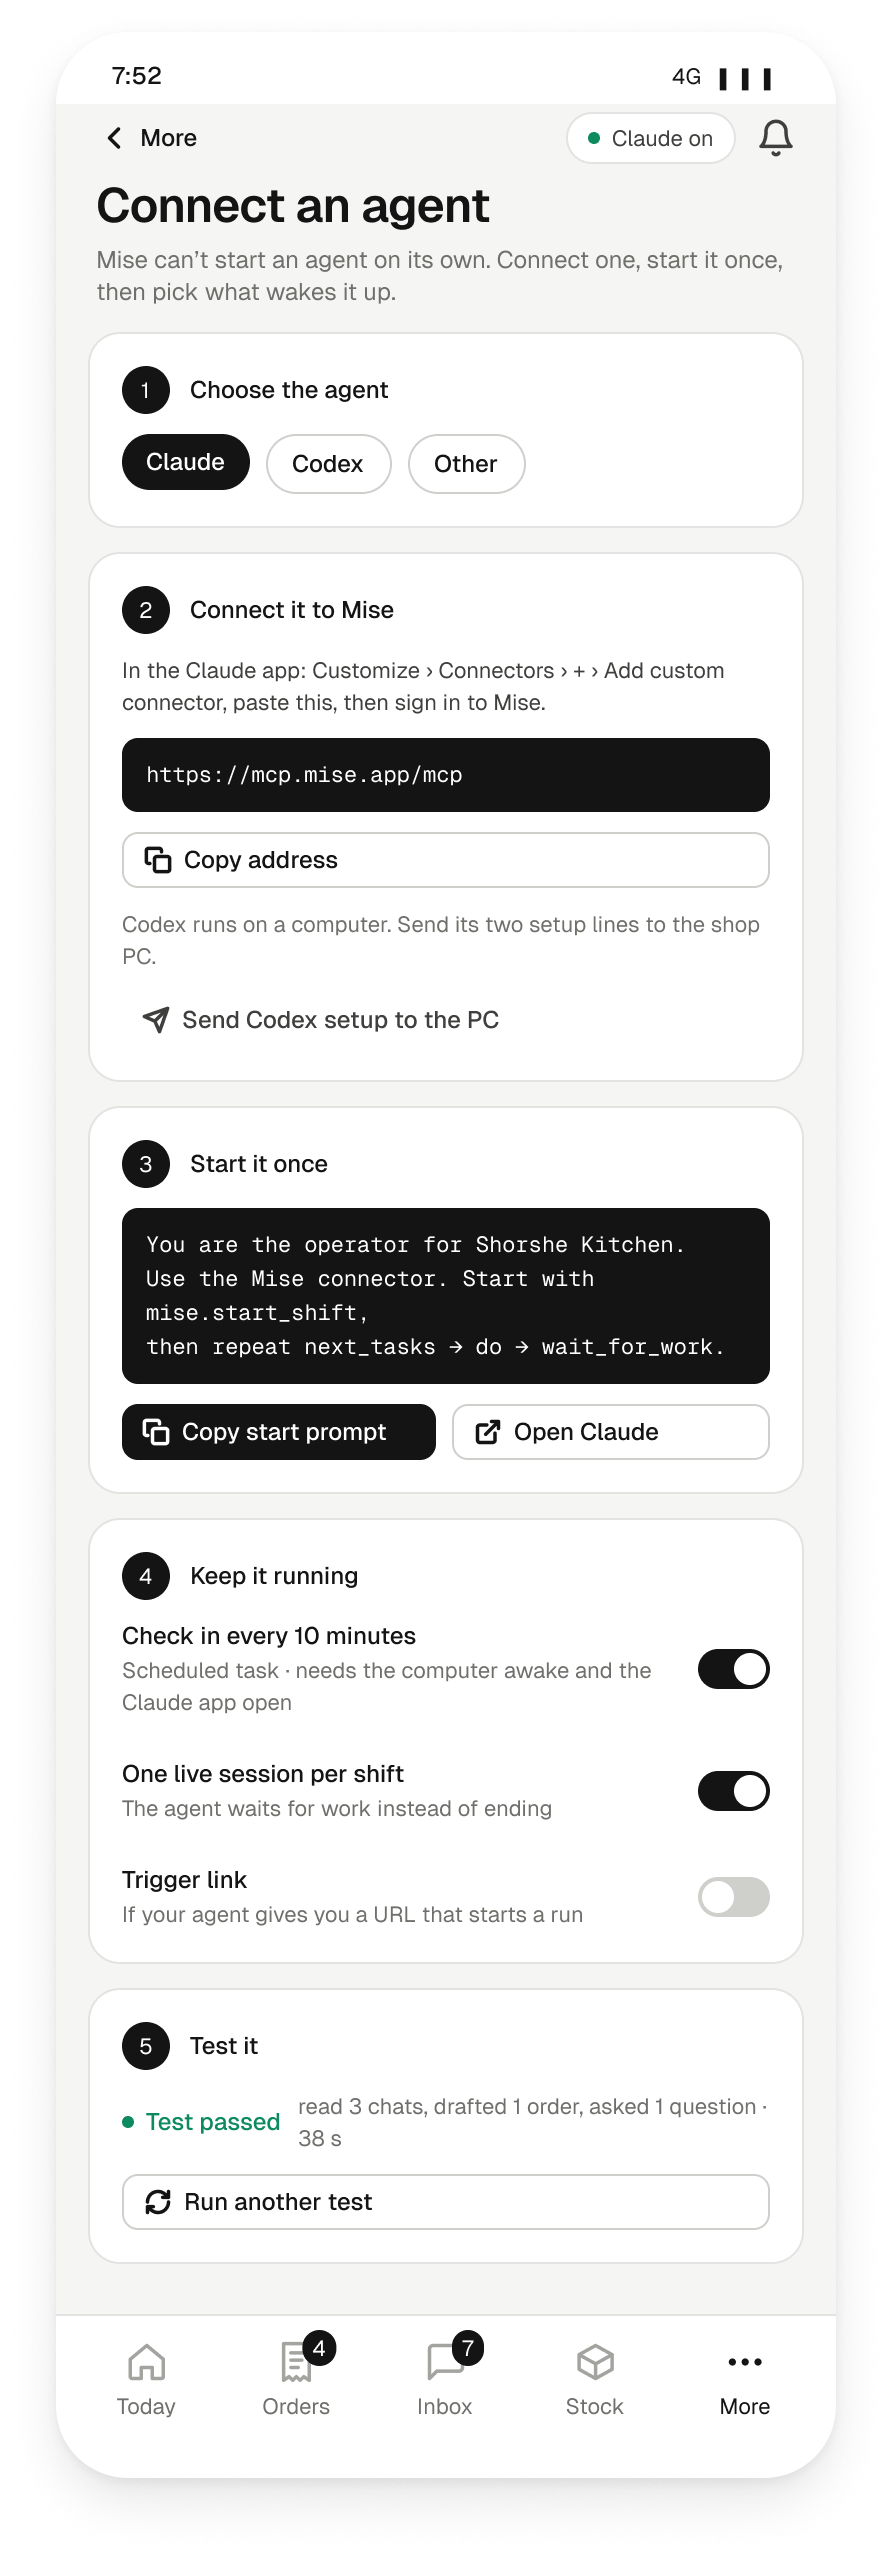 7:52
4G
More
Claude on
Connect an agent
Mise can’t start an agent on its own. Connect one, start it once,
then pick what wakes it up.
1
Choose the agent
Claude
Codex
Other
2
Connect it to Mise
In the Claude app: Customize › Connectors › + › Add custom
connector, paste this, then sign in to Mise.
https://mcp.mise.app/mcp
Copy address
Codex runs on a computer. Send its two setup lines to the shop
PC.
Send Codex setup to the PC
3
Start it once
You are the operator for Shorshe Kitchen.
Use the Mise connector. Start with
mise.start_shift,
then repeat next_tasks → do → wait_for_work.
Copy start prompt
Open Claude
4
Keep it running
Check in every 10 minutes
Scheduled task · needs the computer awake and the
Claude app open
One live session per shift
The agent waits for work instead of ending
Trigger link
If your agent gives you a URL that starts a run
5
Test it
Test passed
read 3 chats, drafted 1 order, asked 1 question ·
38 s
Run another test
4
7
Today
Orders
Inbox
Stock
More